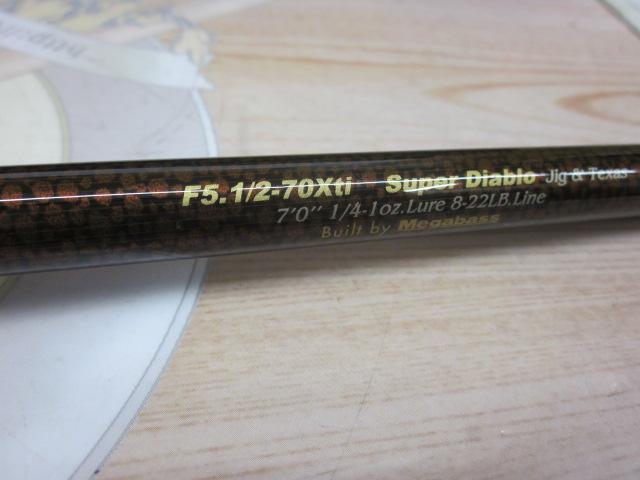 F5.1/2-70Xti Super Diablo Jig & Texas
7'0" 1/4-1oz.Lure 8-22LB.Line
Built by Megabass